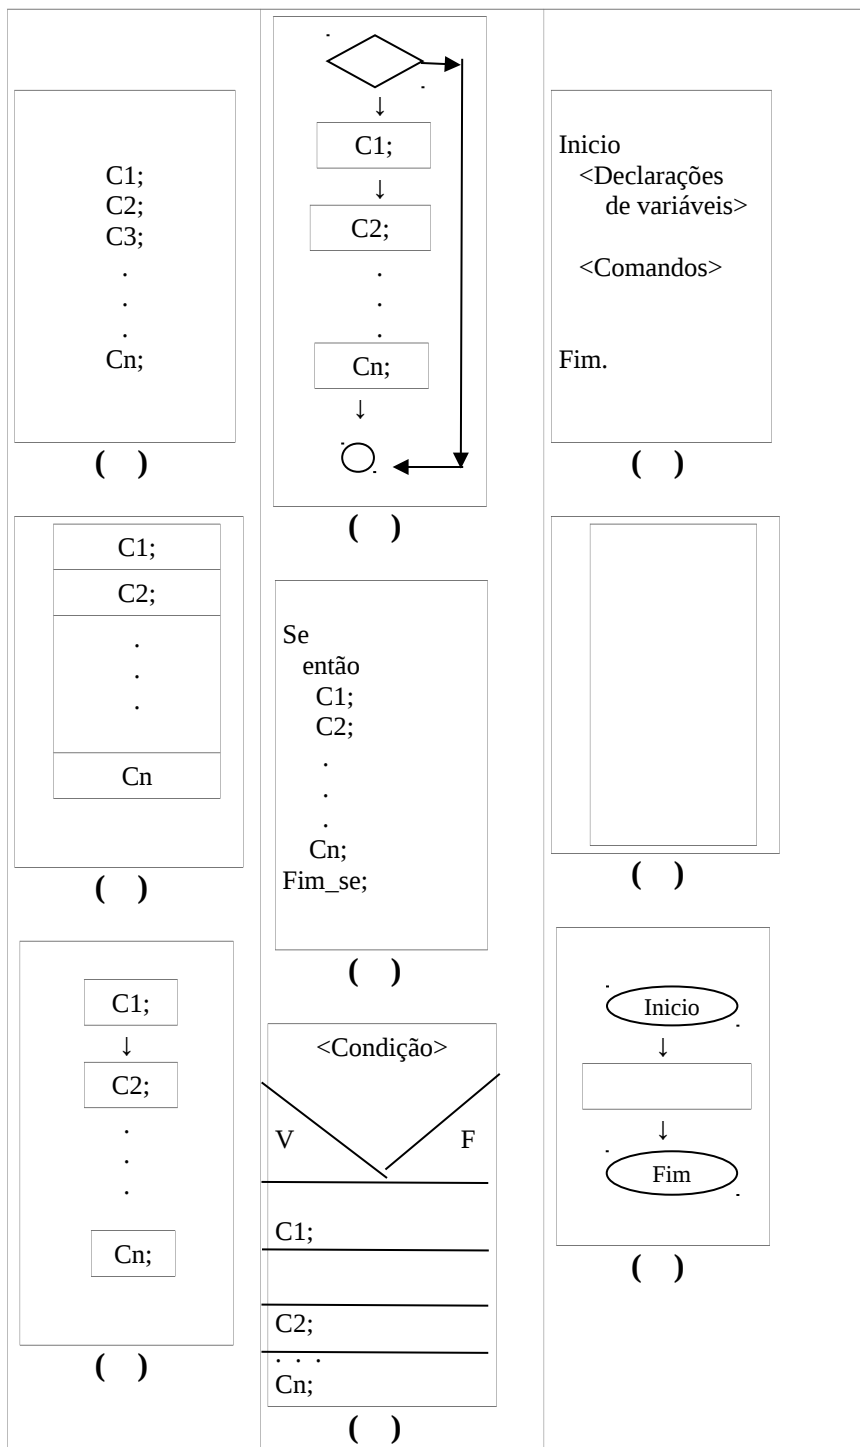 C1;
C2;
C3;
.
.
.
Cn;
( )
C1;
C2;
.
.
.
Cn
( )
C1;
↓
C2;
.
.
.
Cn;
( )
↓
C1;
↓
C2;
.
.
.
Cn;
↓
( )
Se
então
C1;
C2;
.
.
.
Cn;
Fim_se;
( )
<Condição>
V F
C1;
C2;
. . .
Cn;
( )
Inicio
<Declarações
de variáveis>
<Comandos>
Fim.
( )
( )
Inicio
↓
↓
Fim
( )